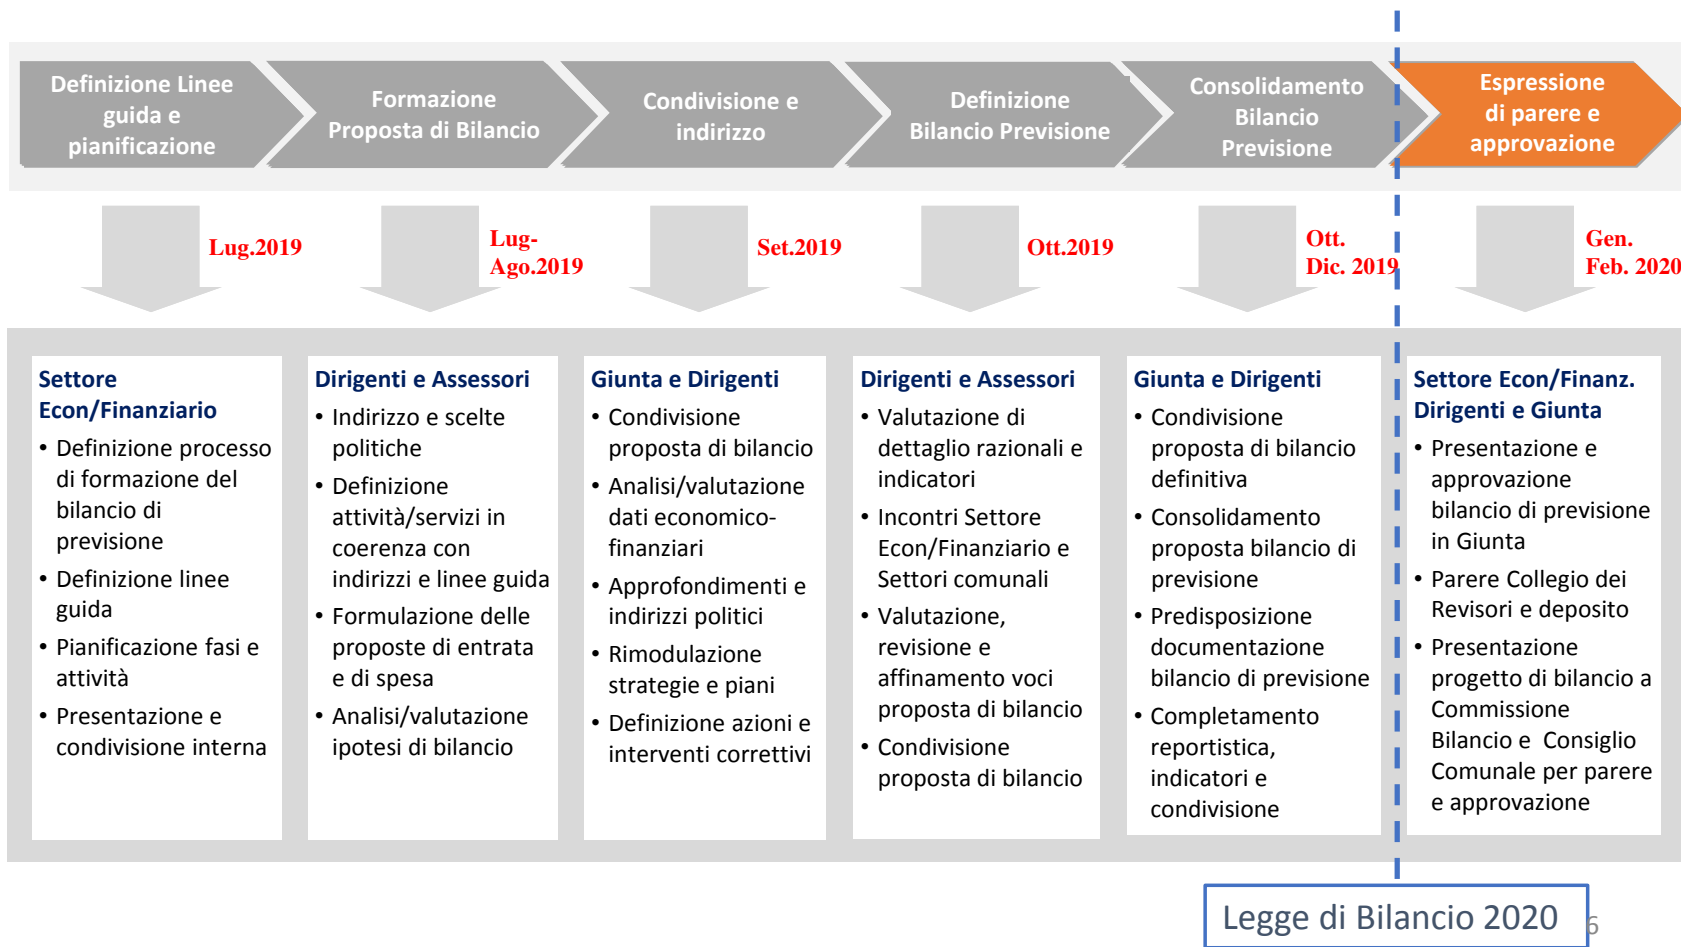 Definizione Linee
guida e
pianificazione
Formazione
Proposta di Bilancio
Condivisione e
indirizzo
Definizione
Bilancio Previsione
Consolidamento
Bilancio
Previsione
Espressione
di parere e
approvazione
Lug.2019
Lug-
Ago.2019
Set.2019
Ott.2019
Ott.
Dic. 2019
Gen.
Feb. 2020
Settore
Econ/Finanziario
• Definizione processo
di formazione del
bilancio di
previsione
• Definizione linee
guida
• Pianificazione fasi e
attività
• Presentazione e
condivisione interna
Dirigenti e Assessori
• Indirizzo e scelte
politiche
• Definizione
attività/servizi in
coerenza con
indirizzi e linee guida
• Formulazione delle
proposte di entrata
e di spesa
• Analisi/valutazione
ipotesi di bilancio
Giunta e Dirigenti
• Condivisione
proposta di bilancio
• Analisi/valutazione
dati economico-
finanziari
• Approfondimenti e
indirizzi politici
• Rimodulazione
strategie e piani
• Definizione azioni e
interventi correttivi
Dirigenti e Assessori
• Valutazione di
dettaglio razionali e
indicatori
• Incontri Settore
Econ/Finanziario e
Settori comunali
• Valutazione,
revisione e
affinamento voci
proposta di bilancio
• Condivisione
proposta di bilancio
Giunta e Dirigenti
• Condivisione
proposta di bilancio
definitiva
• Consolidamento
proposta bilancio di
previsione
• Predisposizione
documentazione
bilancio di previsione
• Completamento
reportistica,
indicatori e
condivisione
Settore Econ/Finanz.
Dirigenti e Giunta
• Presentazione e
approvazione
bilancio di previsione
in Giunta
• Parere Collegio dei
Revisori e deposito
• Presentazione
progetto di bilancio a
Commissione
Bilancio e  Consiglio
Comunale per parere
e approvazione
Legge di Bilancio 2020
6